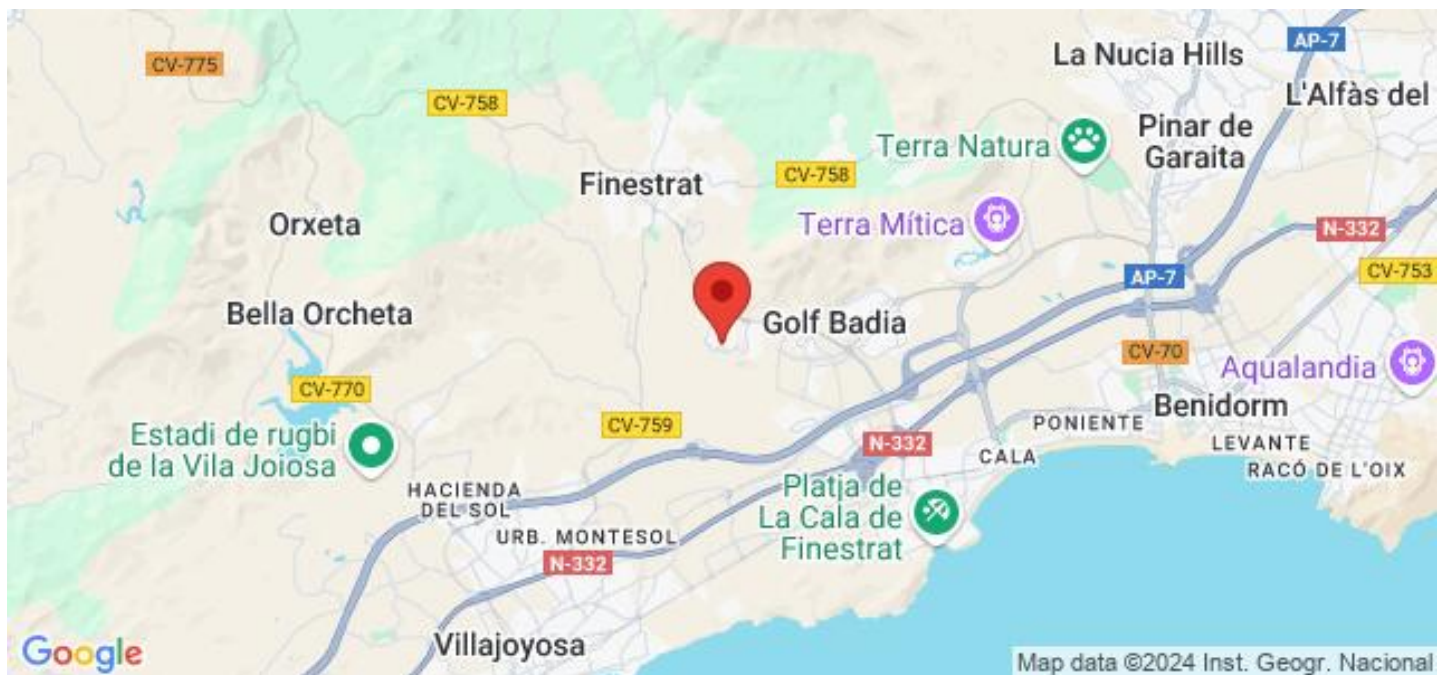 AP-7
La Nucia Hills
CV-775
L'Alfàs del
CV-758
Pinar de
Garaita
Terra Natura
CV-758
Finestrat
Orxeta
Terra Mítica
N-332
CV-753
AP-7
Bella Orcheta
Golf Badia
CV-70
Aqualandia
CV-770
Benidorm
CV-759
PONIENTE
Estadi de rugbi
de la Vila Joiosa
N-332
CALA
LEVANTE
RACÓ DE L'OIX
HACIENDA
DEL SOL
Platja de
La Cala de
Finestrat
URB. MONTESOL
N-332
Villajoyosa
Google
Map data ©2024 Inst. Geogr. Nacional